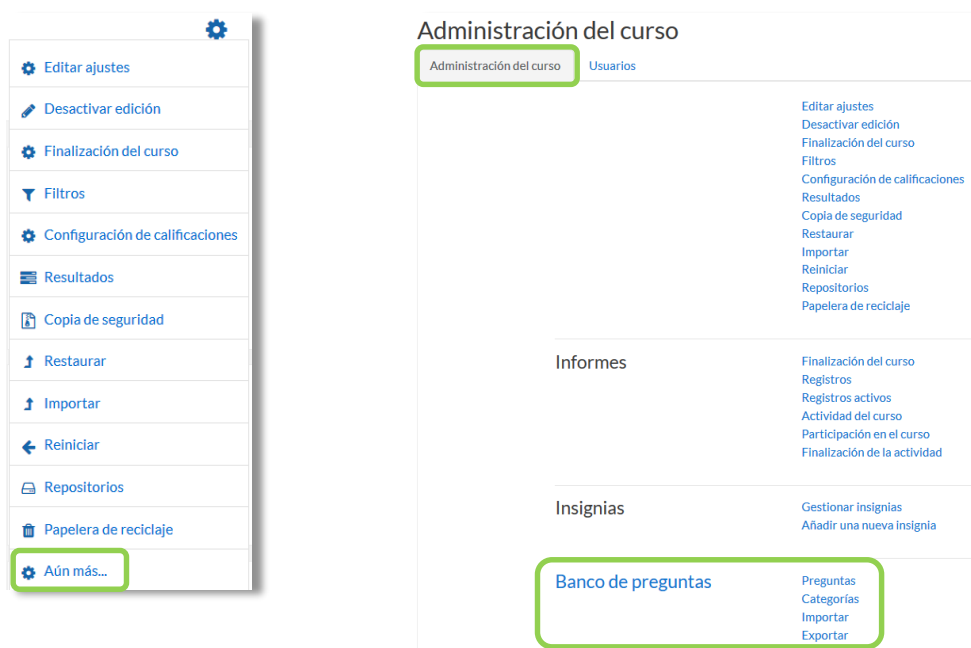 Editar ajustes
Desactivar edición
Finalización del curso
Filtros
Configuración de calificaciones
Resultados
Copia de seguridad
Restaurar
Importar
Reiniciar
Repositorios
Papelera de reciclaje
Aún más...
Administración del curso
Administración del curso Usuarios
Editar ajustes
Desactivar edición
Finalización del curso
Filtros
Configuración de calificaciones
Resultados
Copia de seguridad
Restaurar
Importar
Reiniciar
Repositorios
Papelera de reciclaje
Informes
Finalización del curso
Registros
Registros activos
Actividad del curso
Participación en el curso
Finalización de la actividad
Insignias
Gestionar insignias
Añadir una nueva insignia
Banco de preguntas
Preguntas
Categorías
Importar
Exportar